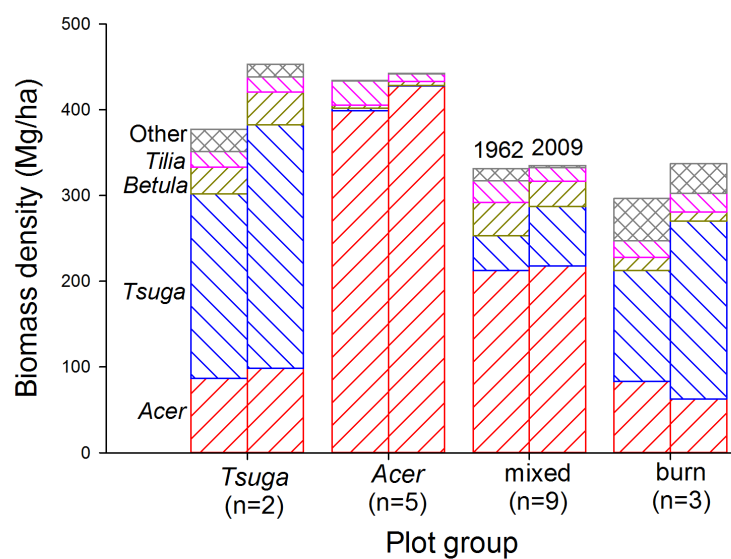 500
400
300
200
100
0
Biomass density (Mg/ha)
Other
Tilia
Betula
Tsuga
Acer
1962 2009
Tsuga Acer mixed burn
(n=2) (n=5) (n=9) (n=3)
Plot group